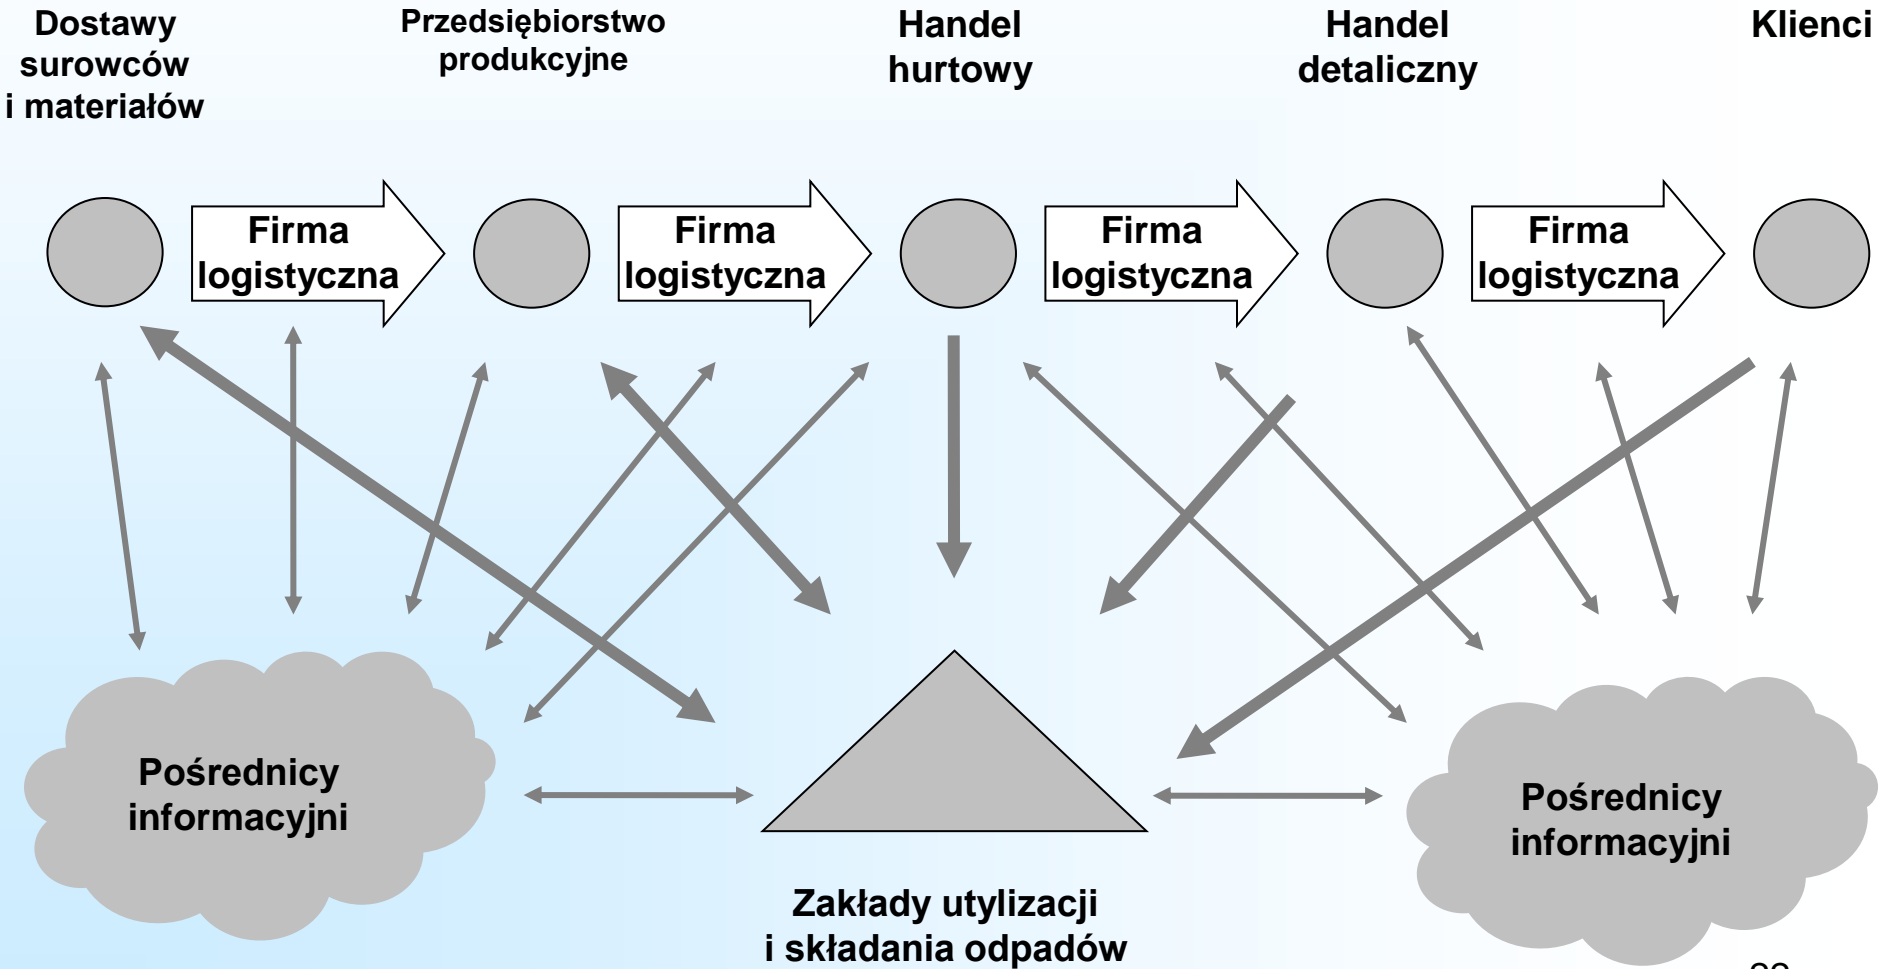 Dostawy
surowców
i materiałów
Przedsiębiorstwo
produkcyjne
Handel
hurtowy
Handel
detaliczny
Klienci
Firma
logistyczna
Firma
logistyczna
Firma
logistyczna
Firma
logistyczna
Pośrednicy
informacyjni
Pośrednicy
informacyjni
Zakłady utylizacji
i składania odpadów